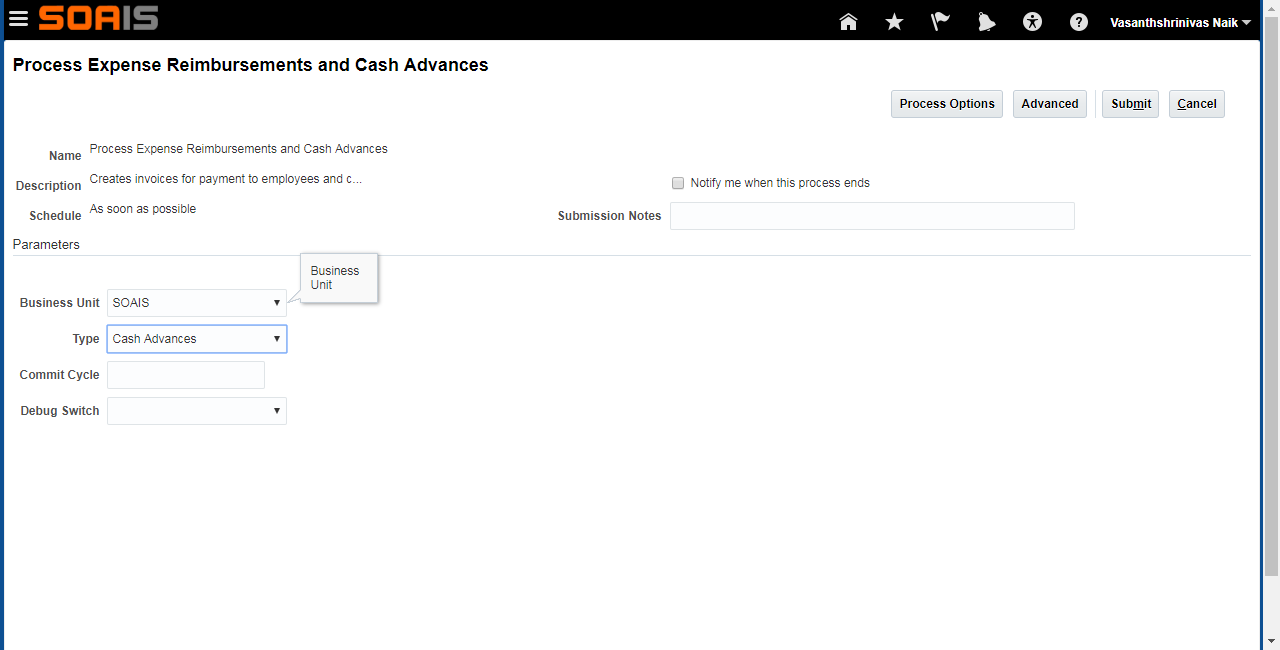 SOAIS
Vasanthshrinivas Naik
Process Expense Reimbursements and Cash Advances
Process Options Advanced Submit Cancel
Name Process Expense Reimbursements and Cash Advances
Description Creates invoices for payment to employees and c...
Notify me when this process ends
Schedule As soon as possible
Submission Notes
Parameters
Business
Unit
Business Unit SOAIS
Type Cash Advances
Commit Cycle
Debug Switch